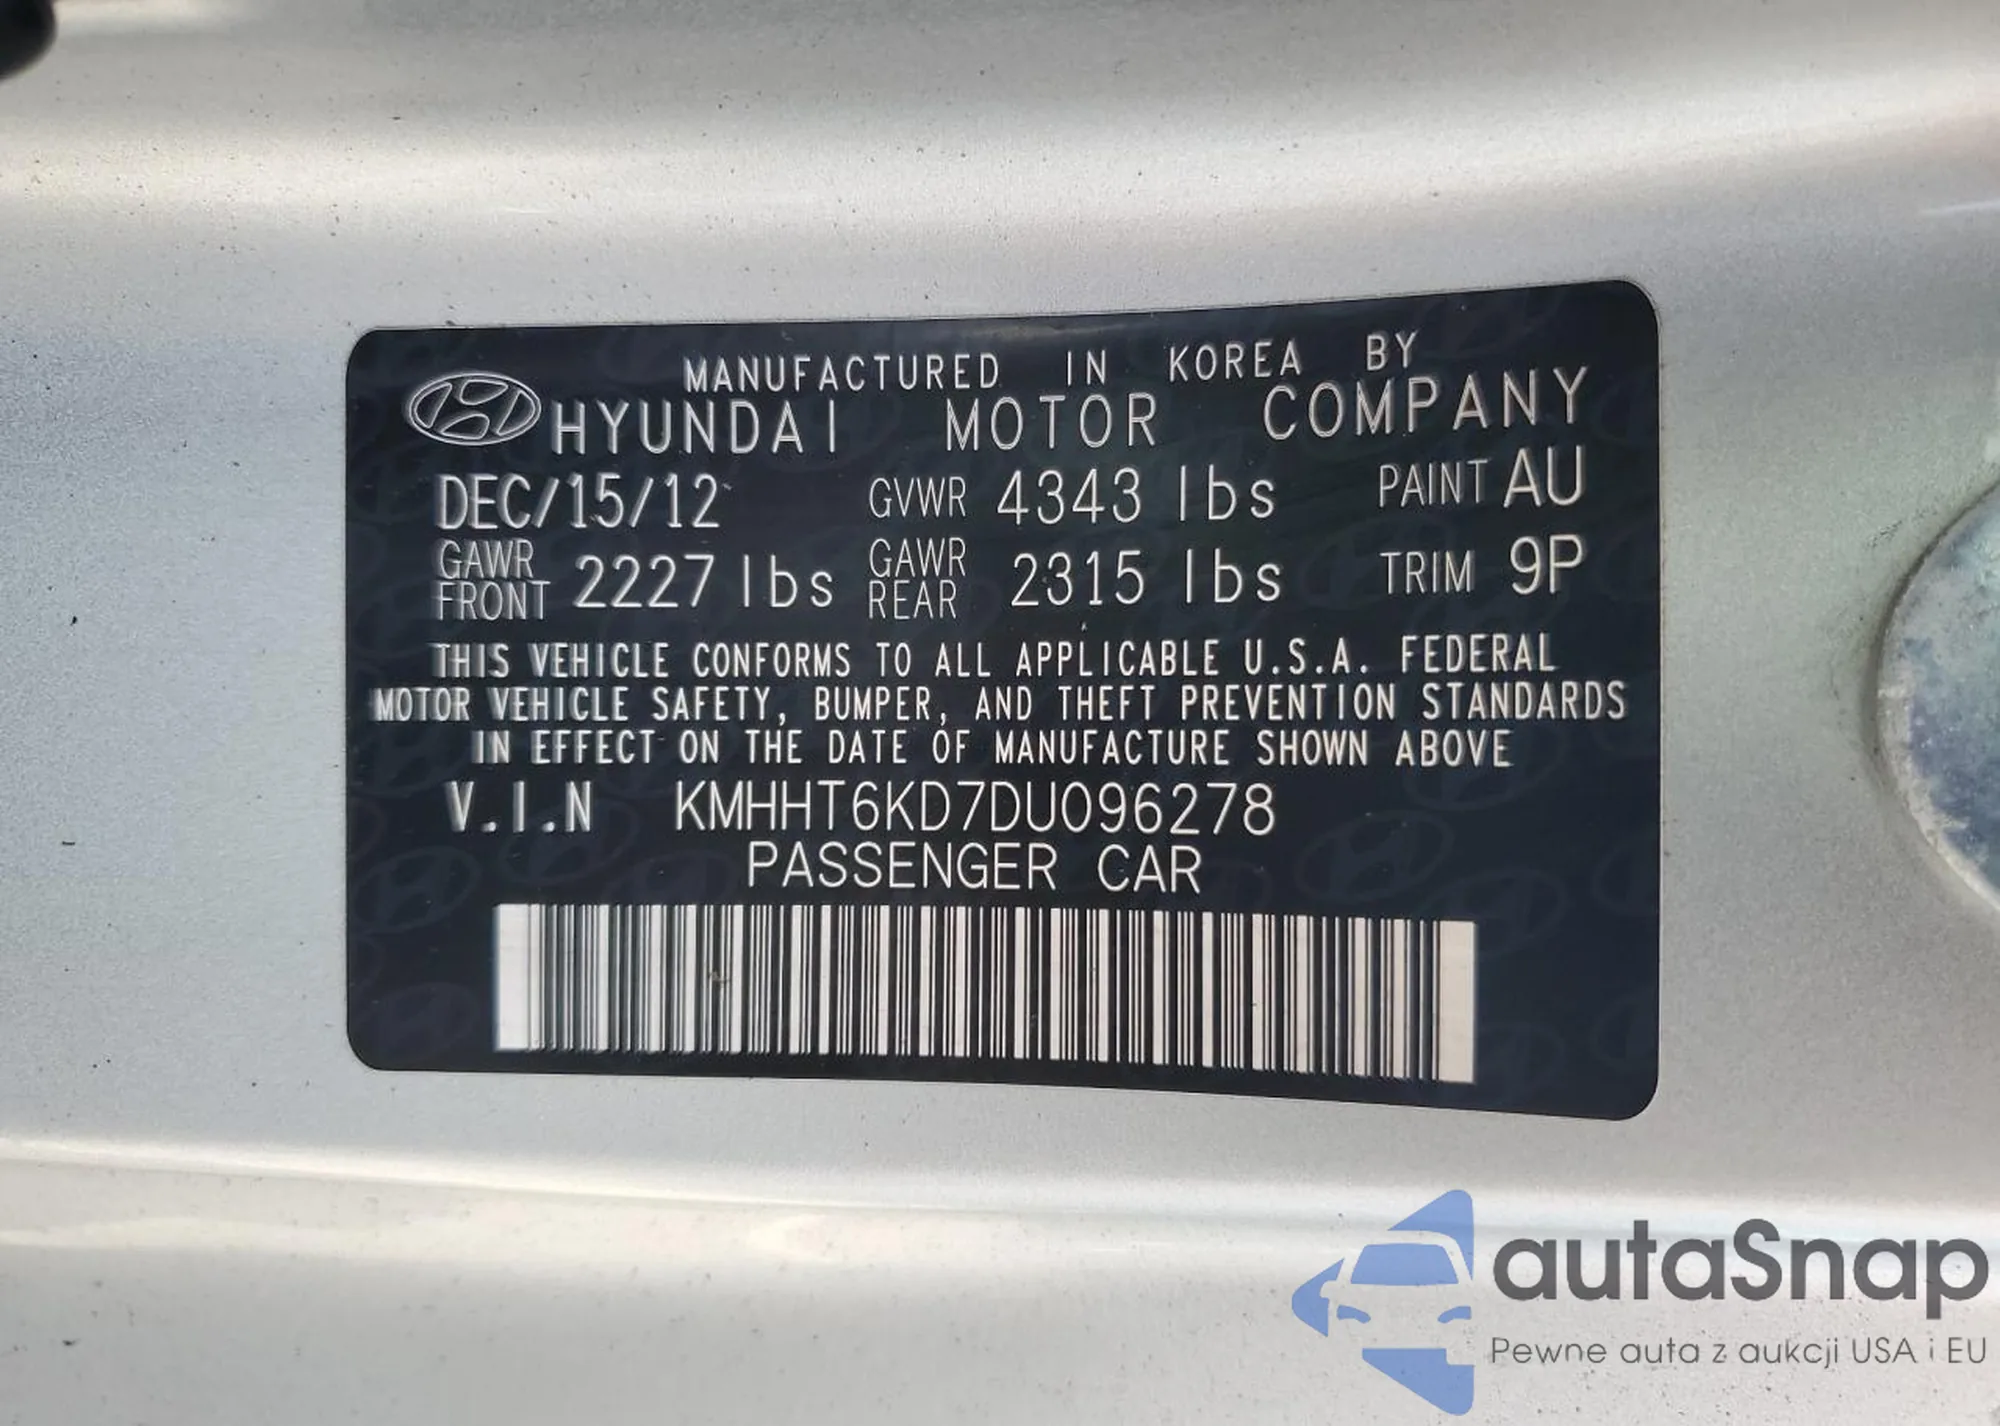 MANUFACTURED IN KOREA BY
HYUNDAI MOTOR COMPANY
DEC/15/12 GVWR 4343 lbs PAINT AU
GAWR FRONT 2227 lbs GAWR REAR 2315 lbs TRIM 9P
THIS VEHICLE CONFORMS TO ALL APPLICABLE U.S.A. FEDERAL
MOTOR VEHICLE SAFETY, BUMPER, AND THEFT PREVENTION STANDARDS
IN EFFECT ON THE DATE OF MANUFACTURE SHOWN ABOVE
V.I.N KMHHT6KD7DU096278
PASSENGER CAR
autaSnap
Pewne auta z aukcji USA i EU